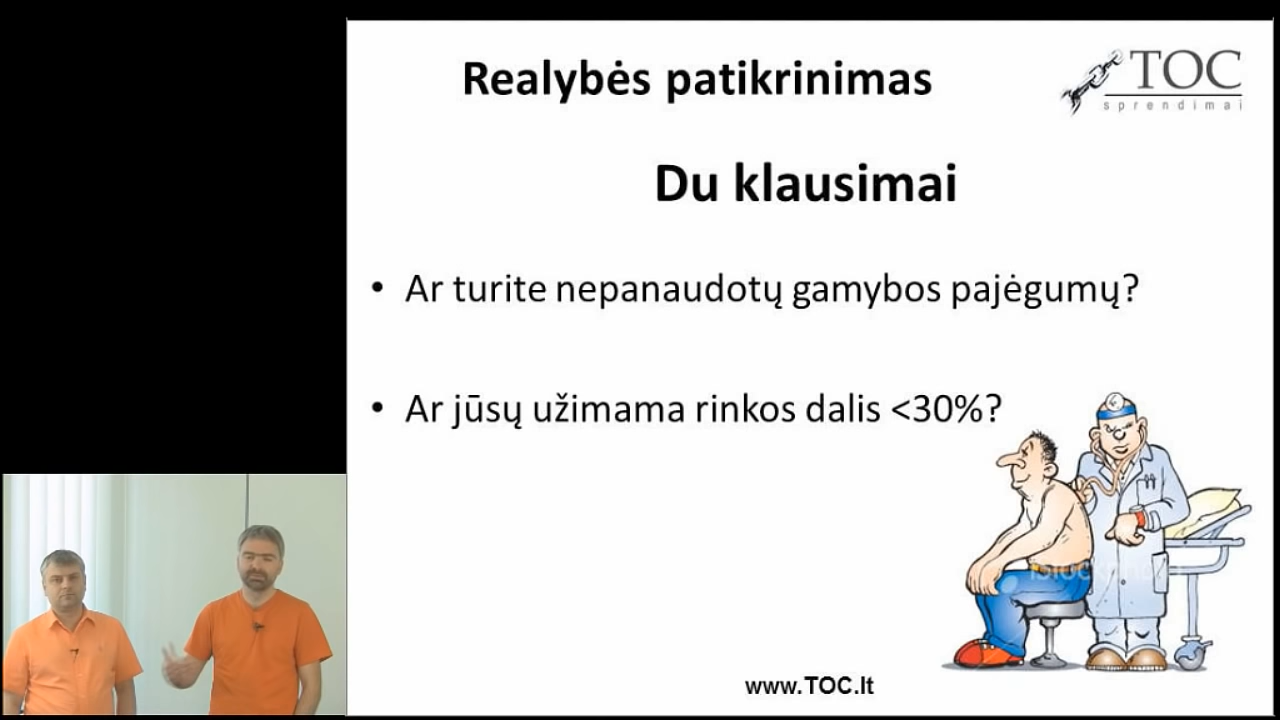 Realybės patikrinimas
TOC
sprendimai
Du klausimai
• Ar turite nepanaudotų gamybos pajėgumų?
• Ar jūsų užimama rinkos dalis <30%?
www.TOC.lt